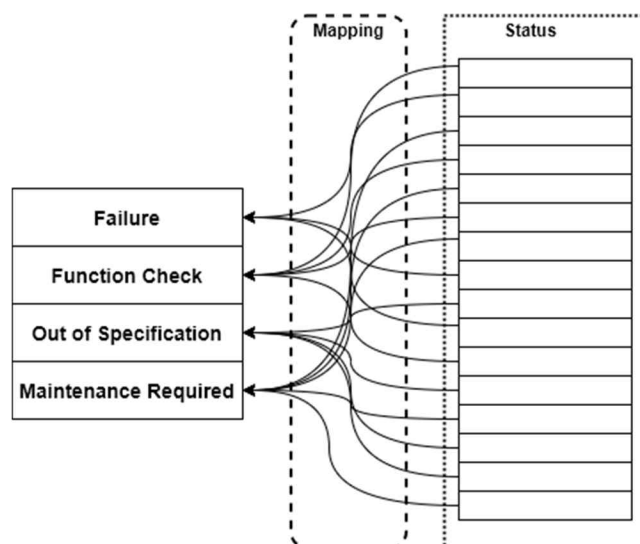 Mapping
Status
Failure
Function Check
Out of Specification
Maintenance Required